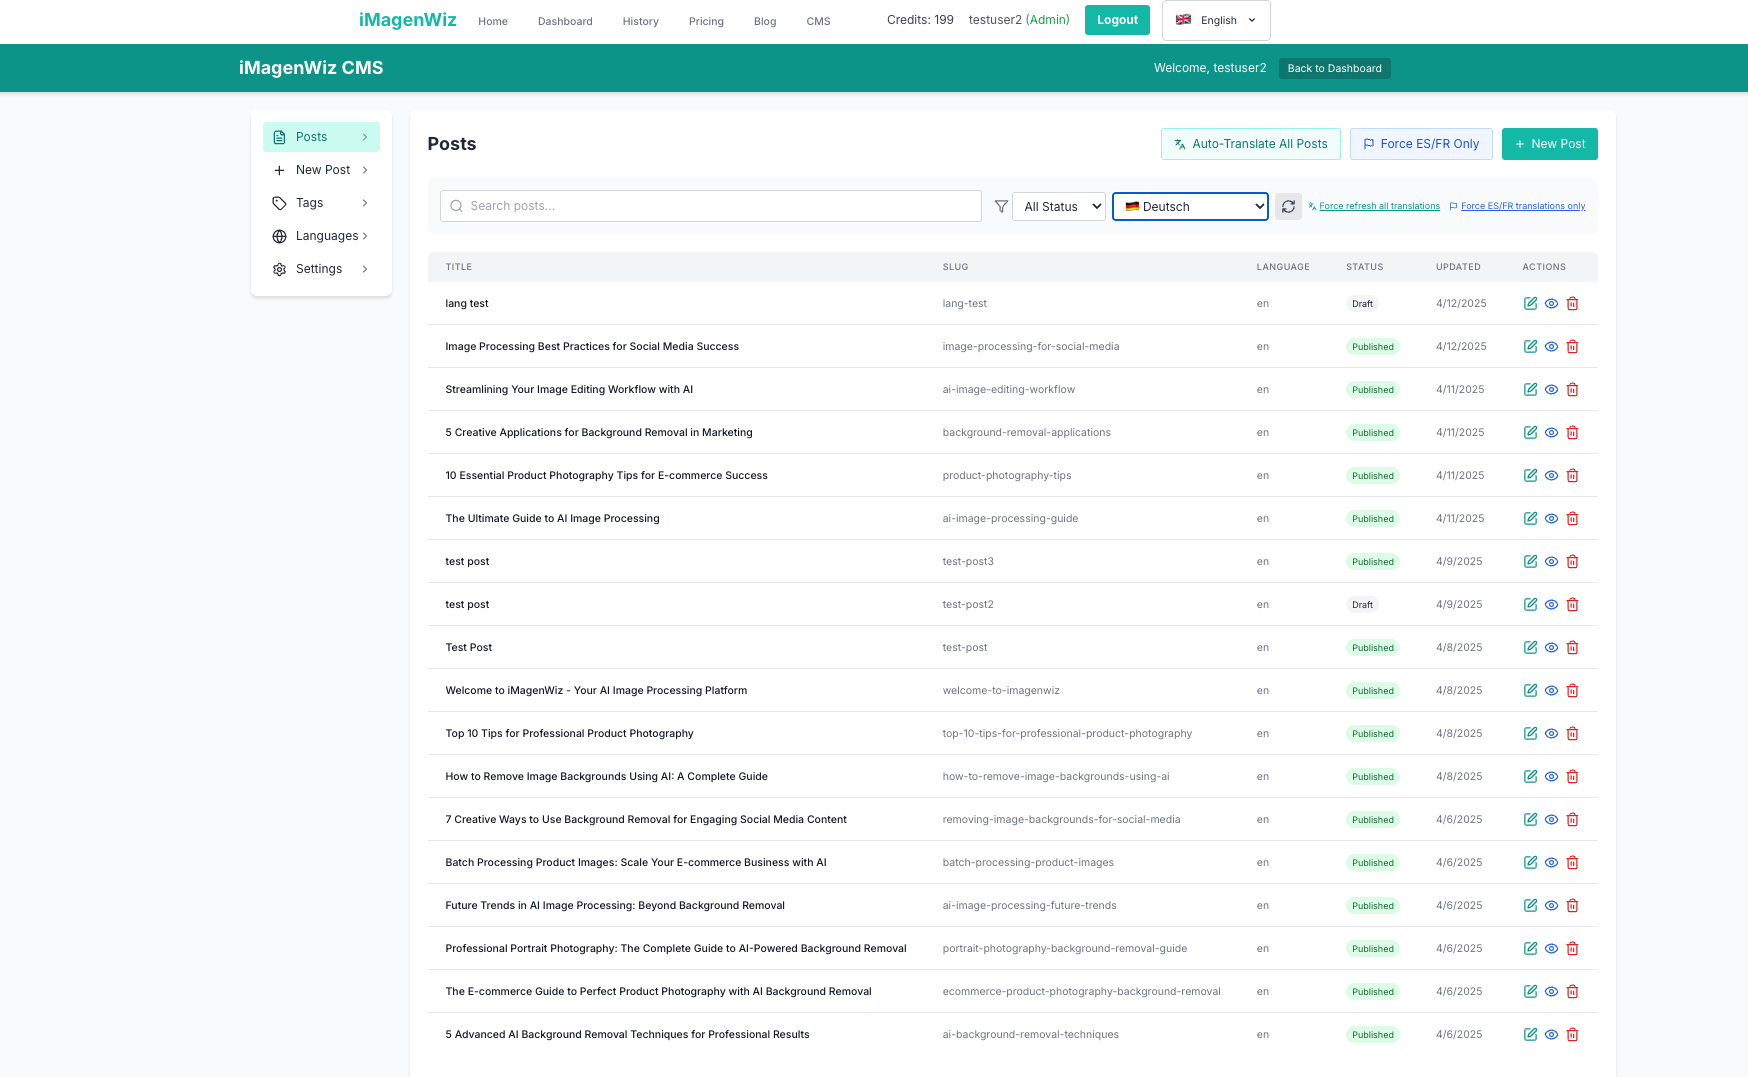 iMagenWiz Home Dashboard History Pricing Blog CMS Credits: 199 testuser2 (Admin) Logout English
iMagenWiz CMS Welcome, testuser2 Back to Dashboard
Posts
New Post
Tags
Languages
Settings
Posts Auto-Translate All Posts Force ES/FR Only New Post
Search posts... All Status Deutsch Force refresh all translations Force ES/FR translations only
TITLE SLUG LANGUAGE STATUS UPDATED ACTIONS
lang test lang-test en Draft 4/12/2025
Image Processing Best Practices for Social Media Success image-processing-for-social-media en Published 4/12/2025
Streamlining Your Image Editing Workflow with AI ai-image-editing-workflow en Published 4/11/2025
5 Creative Applications for Background Removal in Marketing background-removal-applications en Published 4/11/2025
10 Essential Product Photography Tips for E-commerce Success product-photography-tips en Published 4/11/2025
The Ultimate Guide to AI Image Processing ai-image-processing-guide en Published 4/11/2025
test post test-post3 en Published 4/9/2025
test post test-post2 en Draft 4/9/2025
Test Post test-post en Published 4/8/2025
Welcome to iMagenWiz - Your AI Image Processing Platform welcome-to-imagenwiz en Published 4/8/2025
Top 10 Tips for Professional Product Photography top-10-tips-for-professional-product-photography en Published 4/8/2025
How to Remove Image Backgrounds Using AI: A Complete Guide how-to-remove-image-backgrounds-using-ai en Published 4/8/2025
7 Creative Ways to Use Background Removal for Engaging Social Media Content removing-image-backgrounds-for-social-media en Published 4/6/2025
Batch Processing Product Images: Scale Your E-commerce Business with AI batch-processing-product-images en Published 4/6/2025
Future Trends in AI Image Processing: Beyond Background Removal ai-image-processing-future-trends en Published 4/6/2025
Professional Portrait Photography: The Complete Guide to AI-Powered Background Removal portrait-photography-background-removal-guide en Published 4/6/2025
The E-commerce Guide to Perfect Product Photography with AI Background Removal ecommerce-product-photography-background-removal en Published 4/6/2025
5 Advanced AI Background Removal Techniques for Professional Results ai-background-removal-techniques en Published 4/6/2025